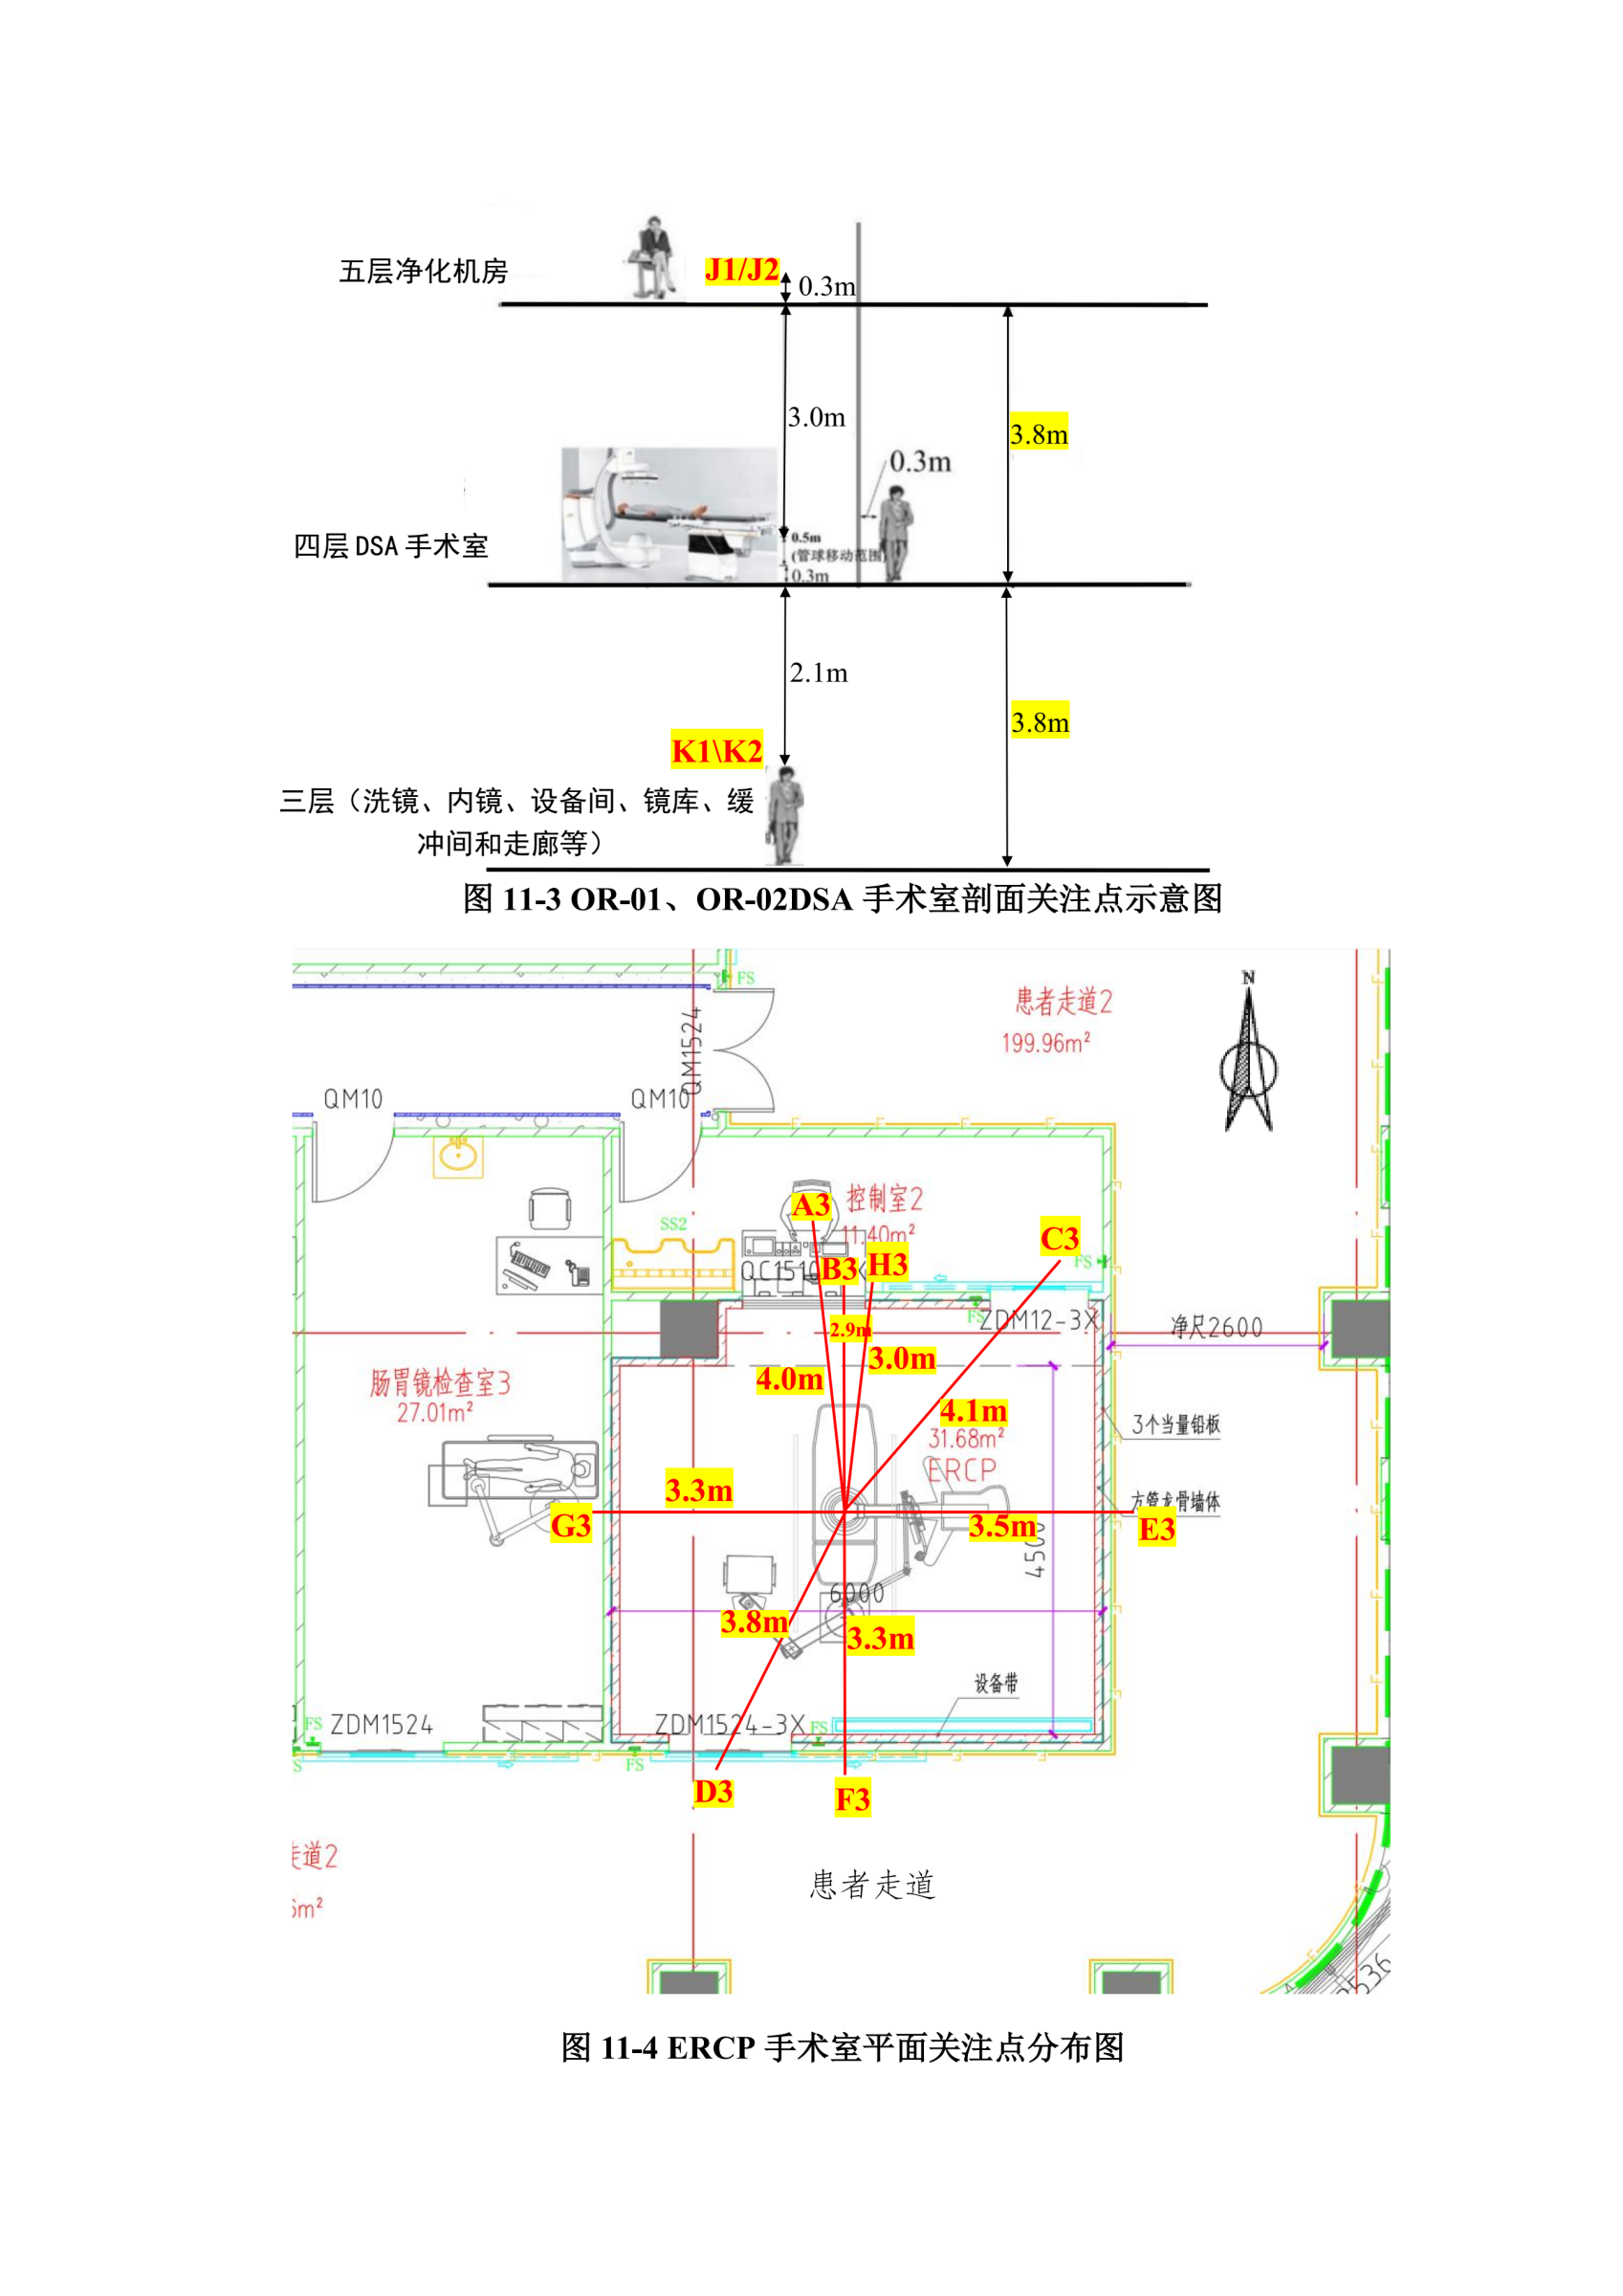 五层净化机房
J1/J2
0.3m
3.0m
3.8m
0.3m
四层 DSA 手术室
0.5m
(管球移动范围
0.3m
2.1m
3.8m
K1\K2
三层（洗镜、内镜、设备间、镜库、缓
冲间和走廊等）
图 11-3 OR-01、OR-02DSA 手术室剖面关注点示意图
FS
患者走道2
199.96m²
N
QM1524
QM10
QM10
A3
控制室2
11.40m²
SS2
C3
FS
B3
H3
QC1510
FS
ZDM12-3X
净尺2600
2.9m
3.0m
4.0m
肠胃镜检查室3
27.01m²
4.1m
31.68m²
ERCP
3个当量铅板
3.3m
方管龙骨墙体
G3
3.5m
E3
4500
6000
3.8m
3.3m
设备带
FS
ZDM1524
ZDM1524-3X
FS
FS
D3
F3
走道2
患者走道
图 11-4 ERCP 手术室平面关注点分布图